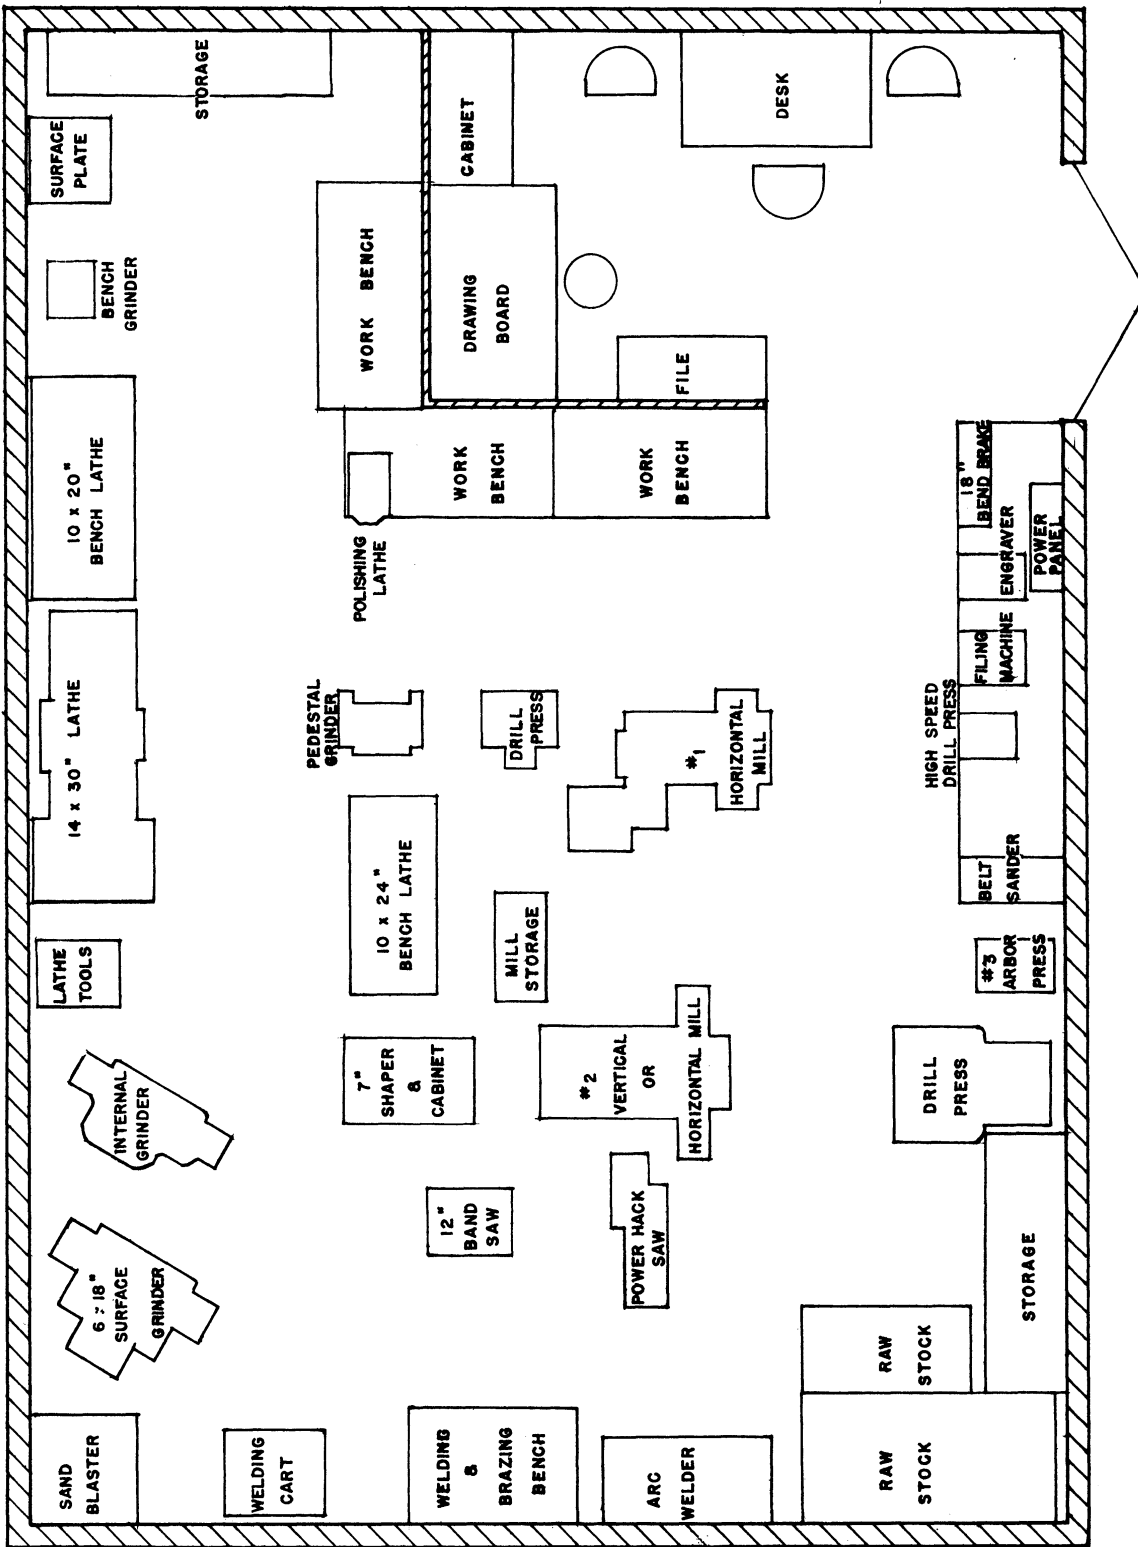 STORAGE
SURFACE
PLATE
BENCH
GRINDER
10 x 20"
BENCH LATHE
14 x 30" LATHE
LATHE
TOOLS
INTERNAL
GRINDER
6 x 18"
SURFACE
GRINDER
SAND
BLASTER
WELDING
CART
CABINET
DESK
WORK BENCH
DRAWING
BOARD
FILE
WORK
BENCH
WORK
BENCH
POLISHING
LATHE
PEDESTAL
GRINDER
DRILL
PRESS
#1
HORIZONTAL
MILL
10 x 24"
BENCH LATHE
MILL
STORAGE
7"
SHAPER
&
CABINET
#2
VERTICAL
OR
HORIZONTAL MILL
12"
BAND
SAW
POWER HACK
SAW
WELDING
&
BRAZING
BENCH
ARC
WELDER
18"
BEND BRAKE
ENGRAVER
POWER
PANEL
FILING
MACHINE
HIGH SPEED
DRILL PRESS
BELT
SANDER
#3
ARBOR
PRESS
DRILL
PRESS
STORAGE
RAW
STOCK
RAW
STOCK